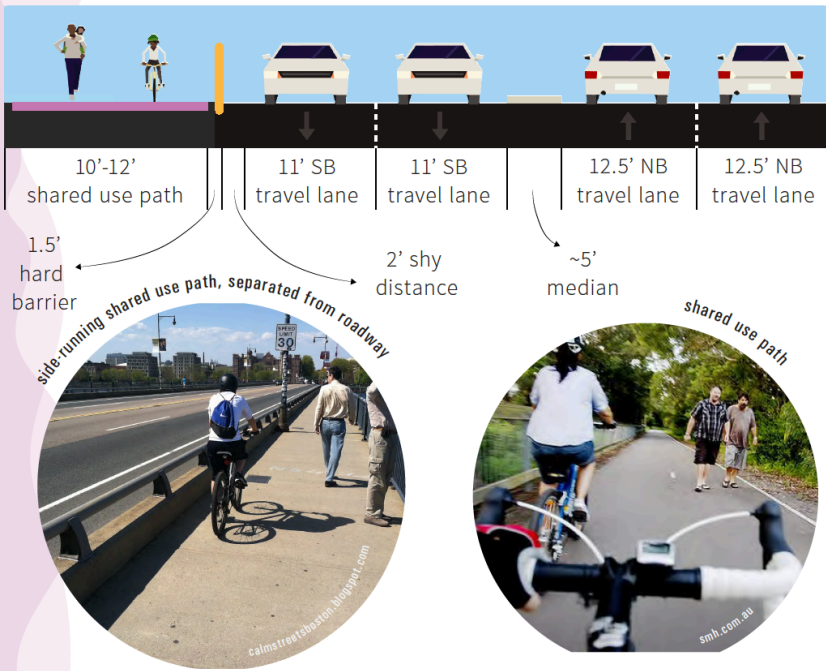 10’-12’
shared use path
11’ SB
travel lane
11’ SB
travel lane
12.5’ NB
travel lane
12.5’ NB
travel lane
1.5’
hard
barrier
2’ shy
distance
~5’
median
side-running shared use path, separated from roadway
shared use path
SPEED
LIMIT
30
calmstreetsboston.blogspot.com
smh.com.au